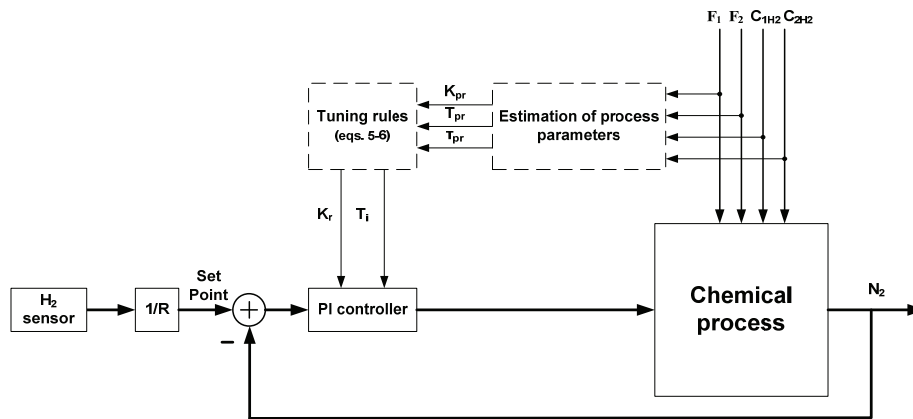 F₁ F₂ C₁H2 C₂H2
Kₚᵣ
Tₚᵣ
τₚᵣ
Tuning rules
(eqs. 5-6)
Estimation of process
parameters
Kᵣ Tᵢ
H₂
sensor
1/R
Set
Point
PI controller
Chemical
process
N₂